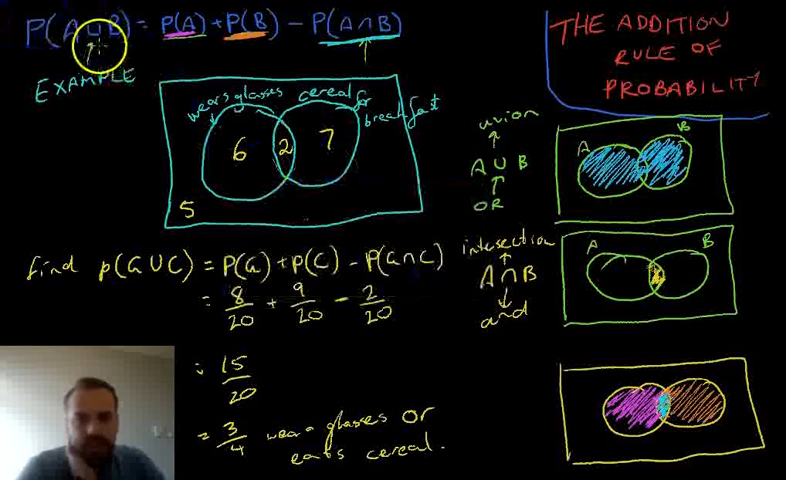 P(A∪B) = P(A) + P(B) − P(A∩B)
THE ADDITION
RULE OF
PROBABILITY
EXAMPLE
wears glasses
cereal for
breakfast
6 2 7
5
union
A ∪ B
OR
A B
find p(G∪C) = P(G) + P(C) − P(G∩C)
= 8/20 + 9/20 − 2/20
= 15/20
= 3/4 wears glasses or
eats cereal.
intersection
A ∩ B
and
A B